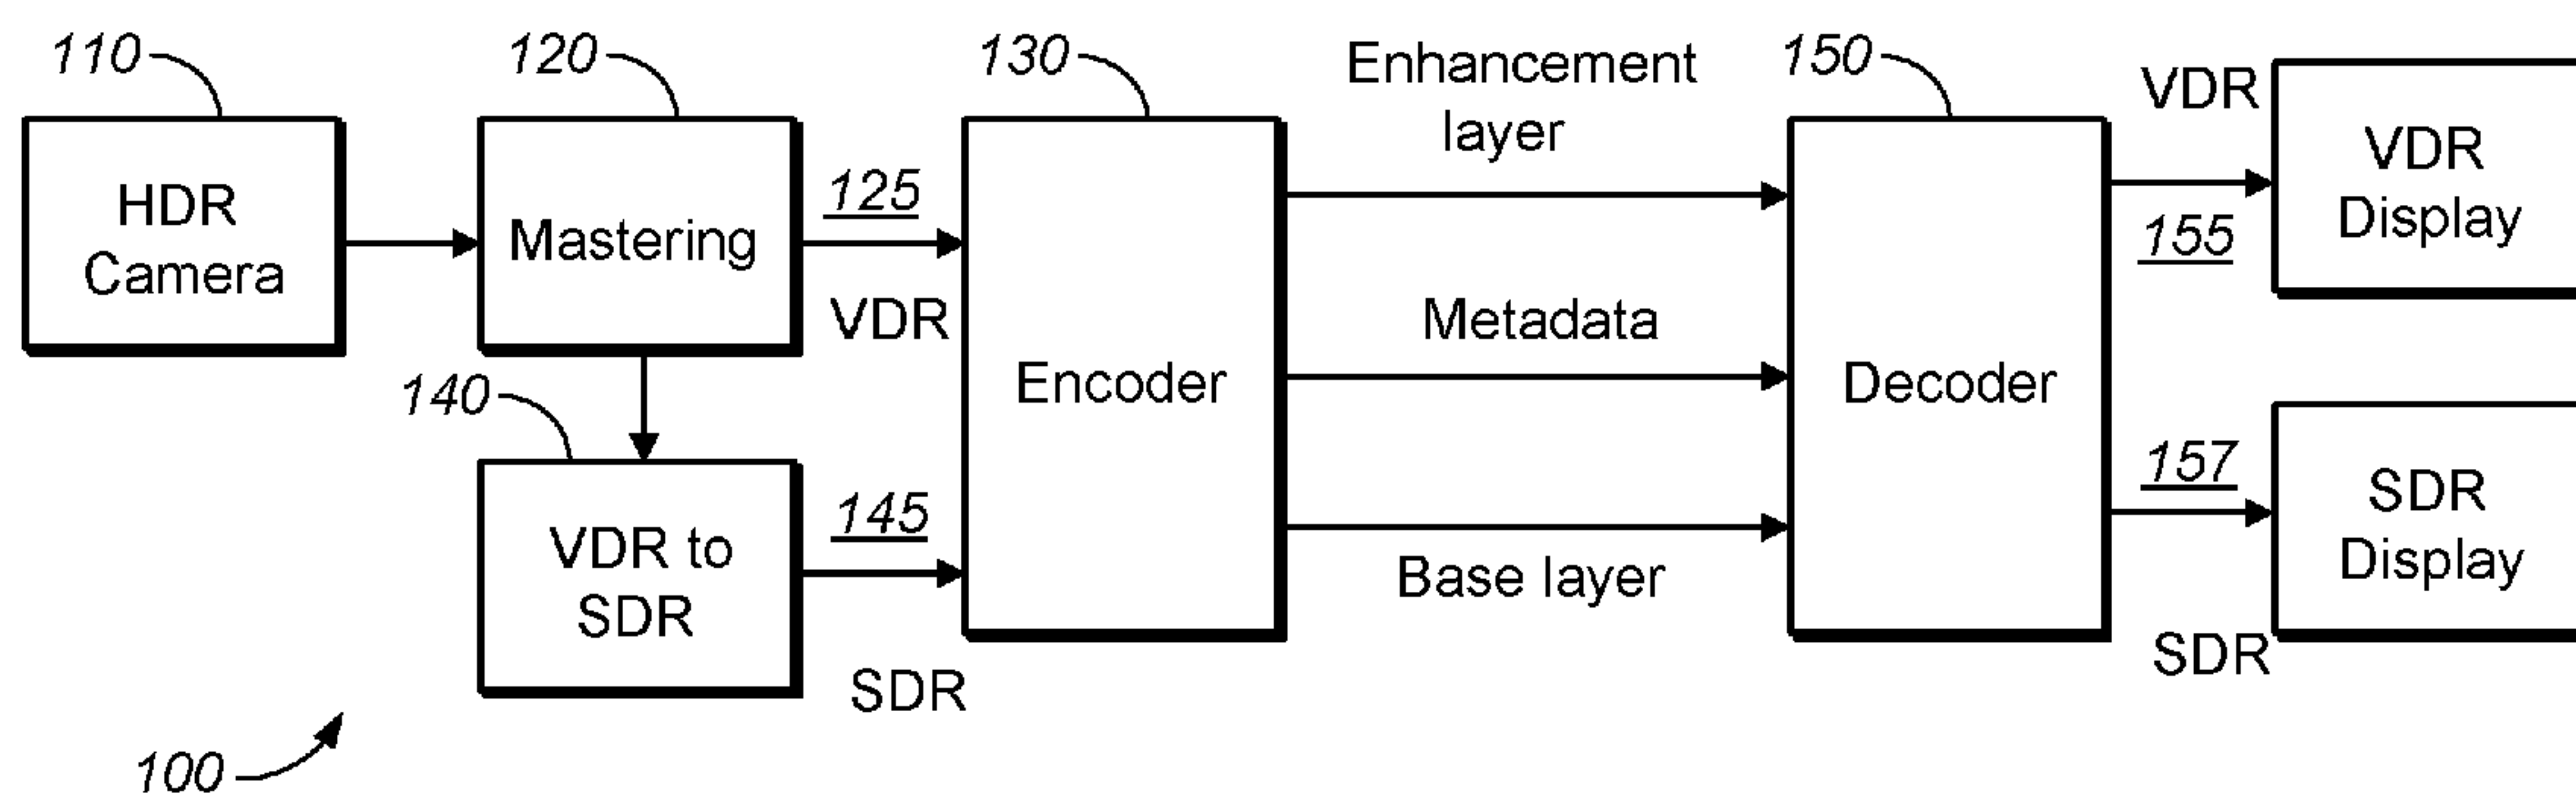 110
120
130
Enhancement
layer
150
VDR
HDR
Camera
Mastering
125
VDR
Encoder
Metadata
Decoder
155
VDR
Display
140
VDR to
SDR
145
SDR
Base layer
157
SDR
SDR
Display
100